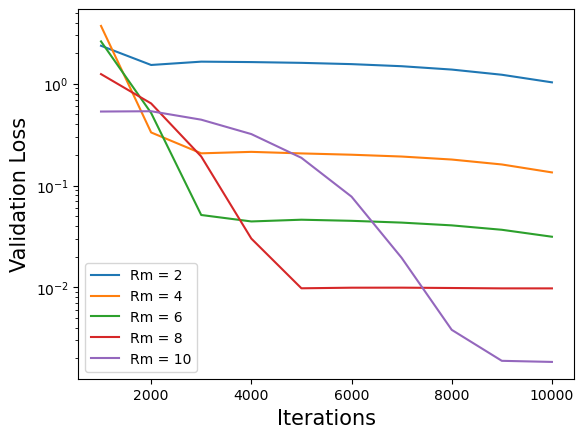 Validation Loss
10⁰
10⁻¹
10⁻²
Rm = 2
Rm = 4
Rm = 6
Rm = 8
Rm = 10
2000 4000 6000 8000 10000
Iterations